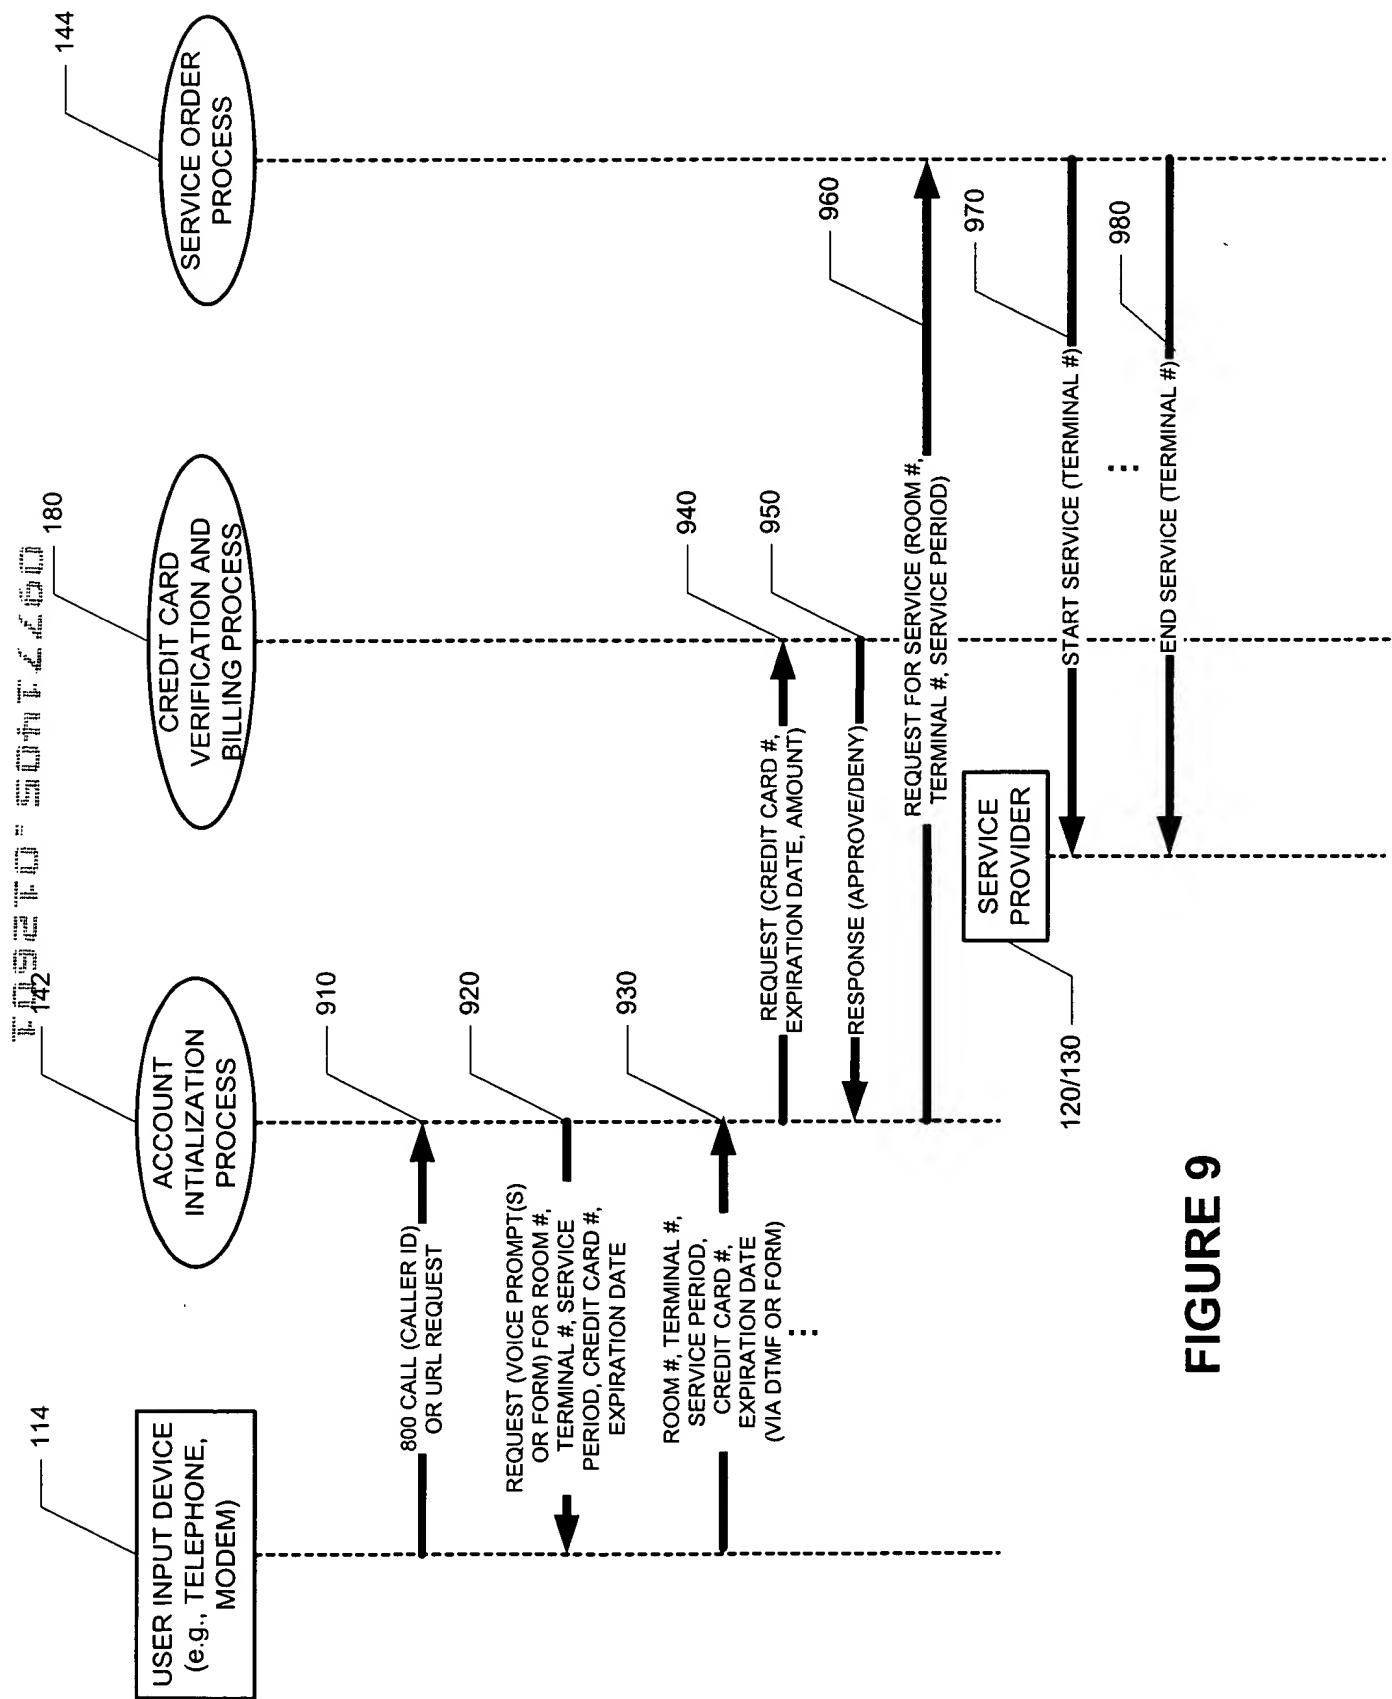 114
USER INPUT DEVICE
(e.g., TELEPHONE,
MODEM)
142
ACCOUNT
INTIALIZATION
PROCESS
180
CREDIT CARD
VERIFICATION AND
BILLING PROCESS
144
SERVICE ORDER
PROCESS
910
800 CALL (CALLER ID)
OR URL REQUEST
920
REQUEST (VOICE PROMPT(S)
OR FORM) FOR ROOM #,
TERMINAL #, SERVICE
PERIOD, CREDIT CARD #,
EXPIRATION DATE
930
ROOM #, TERMINAL #,
SERVICE PERIOD,
CREDIT CARD #,
EXPIRATION DATE
(VIA DTMF OR FORM)
...
940
REQUEST (CREDIT CARD #,
EXPIRATION DATE, AMOUNT)
950
RESPONSE (APPROVE/DENY)
960
REQUEST FOR SERVICE (ROOM #,
TERMINAL #, SERVICE PERIOD)
SERVICE
PROVIDER
120/130
970
START SERVICE (TERMINAL #)
...
980
END SERVICE (TERMINAL #)
FIGURE 9